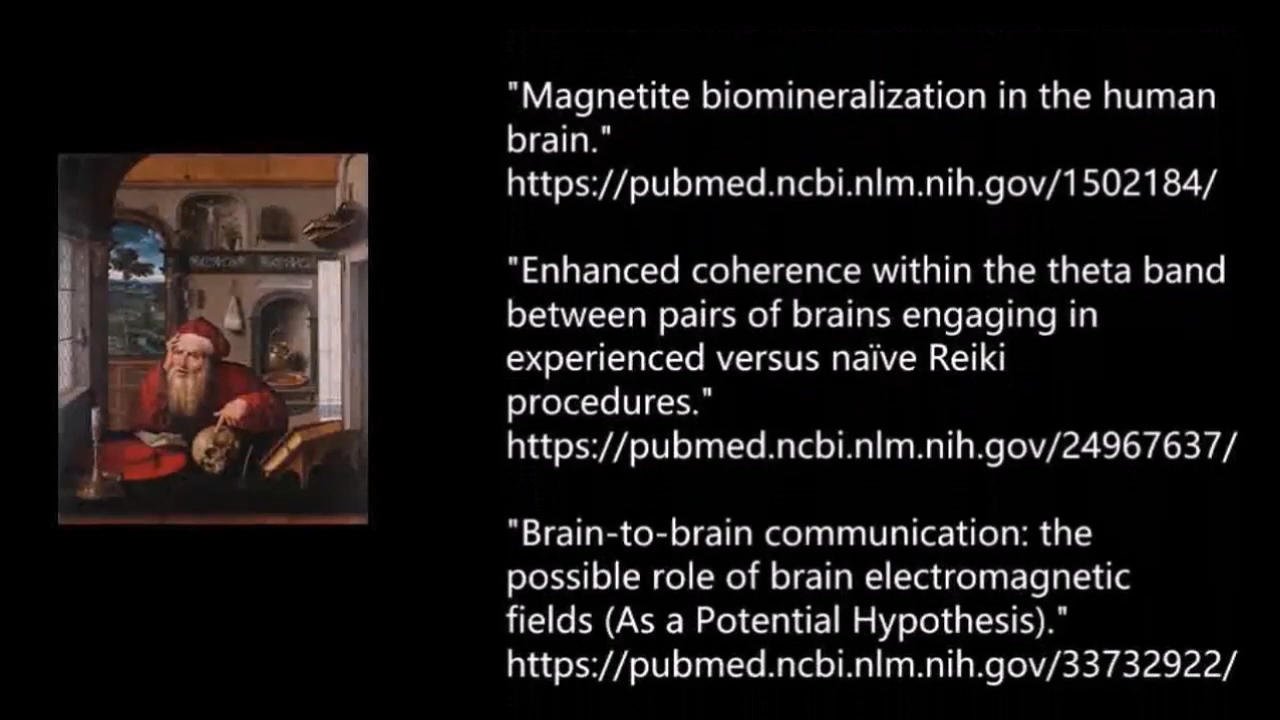 "Magnetite biomineralization in the human
brain."
https://pubmed.ncbi.nlm.nih.gov/1502184/
"Enhanced coherence within the theta band
between pairs of brains engaging in
experienced versus naïve Reiki
procedures."
https://pubmed.ncbi.nlm.nih.gov/24967637/
"Brain-to-brain communication: the
possible role of brain electromagnetic
fields (As a Potential Hypothesis)."
https://pubmed.ncbi.nlm.nih.gov/33732922/